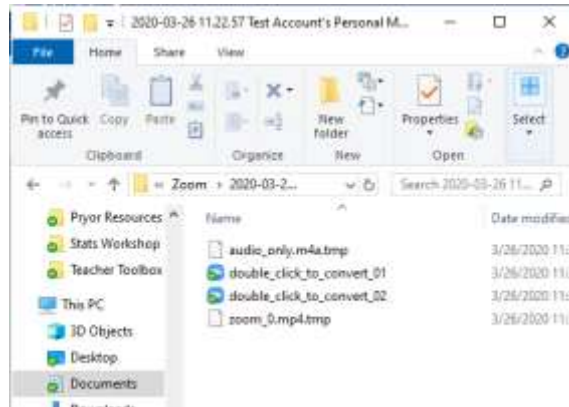 2020-03-26 11.22.57 Test Account's Personal M...
File Home Share View
Pin to Quick access
Copy
Paste
New folder
Properties
Select
Clipboard
Organize
New
Open
« Zoom › 2020-03-2...
Search 2020-03-26 11...
Pryor Resources
Stats Workshop
Teacher Toolbox
This PC
3D Objects
Desktop
Documents
Name
Date modified
audio_only.m4a.tmp
3/26/2020 11:
double_click_to_convert_01
3/26/2020 11:
double_click_to_convert_02
3/26/2020 11:
zoom_0.mp4.tmp
3/26/2020 11: